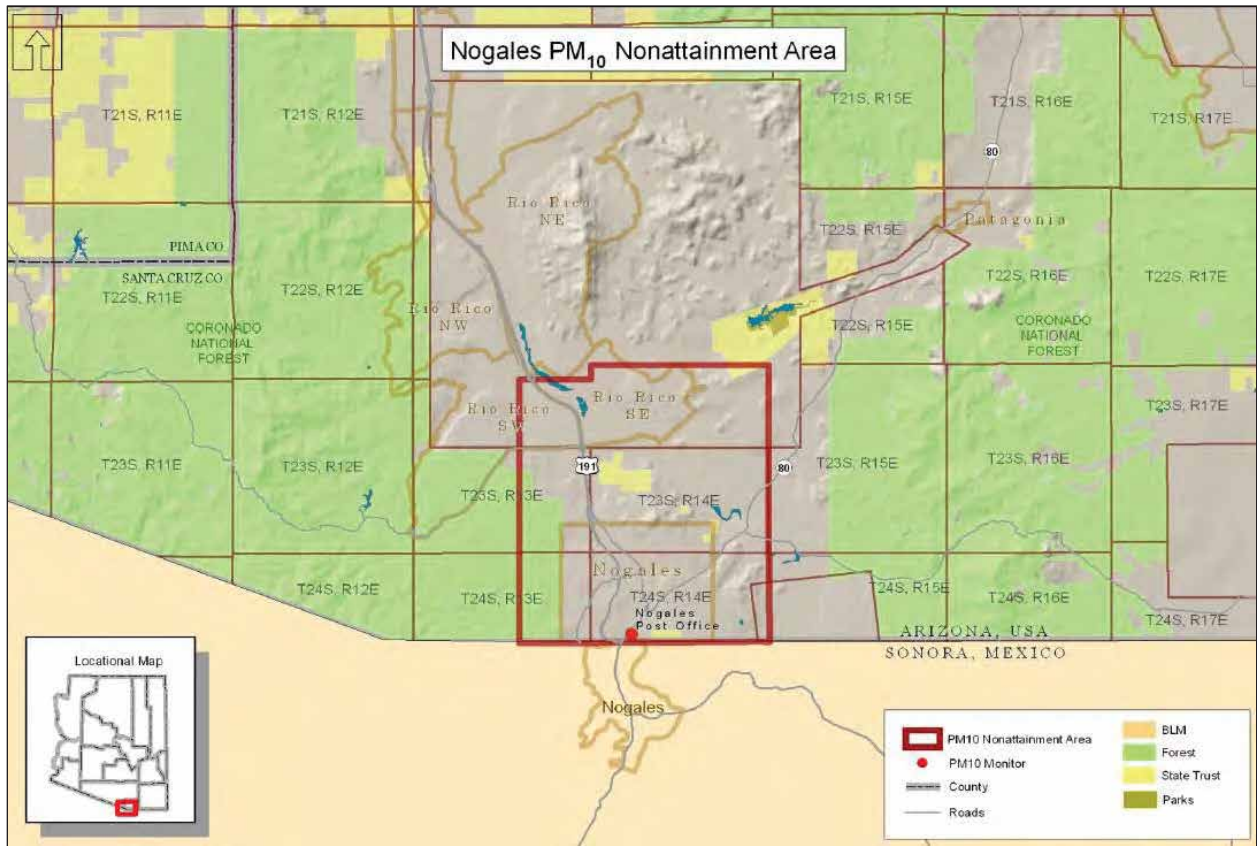 Nogales PM10 Nonattainment Area
T21S, R11E
T21S, R12E
T21S, R15E
T21S, R16E
T21S, R17E
80
Rio Rico
NE
Patagonia
T22S, R15E
PIMA CO
SANTA CRUZ CO
T22S, R11E
T22S, R12E
T22S, R16E
T22S, R17E
CORONADO
NATIONAL
FOREST
Rio Rico
NW
T22S, R15E
CORONADO
NATIONAL
FOREST
Rio Rico
SW
Rio Rico
SE
T23S, R17E
T23S, R11E
T23S, R12E
191
80
T23S, R15E
T23S, R16E
T23S, R13E
T23S, R14E
Nogales
T24S, R12E
T24S, R13E
T24S, R14E
T24S, R15E
T24S, R16E
T24S, R17E
Nogales
Post Office
ARIZONA, USA
SONORA, MEXICO
Nogales
Locational Map
PM10 Nonattainment Area
PM10 Monitor
County
Roads
BLM
Forest
State Trust
Parks